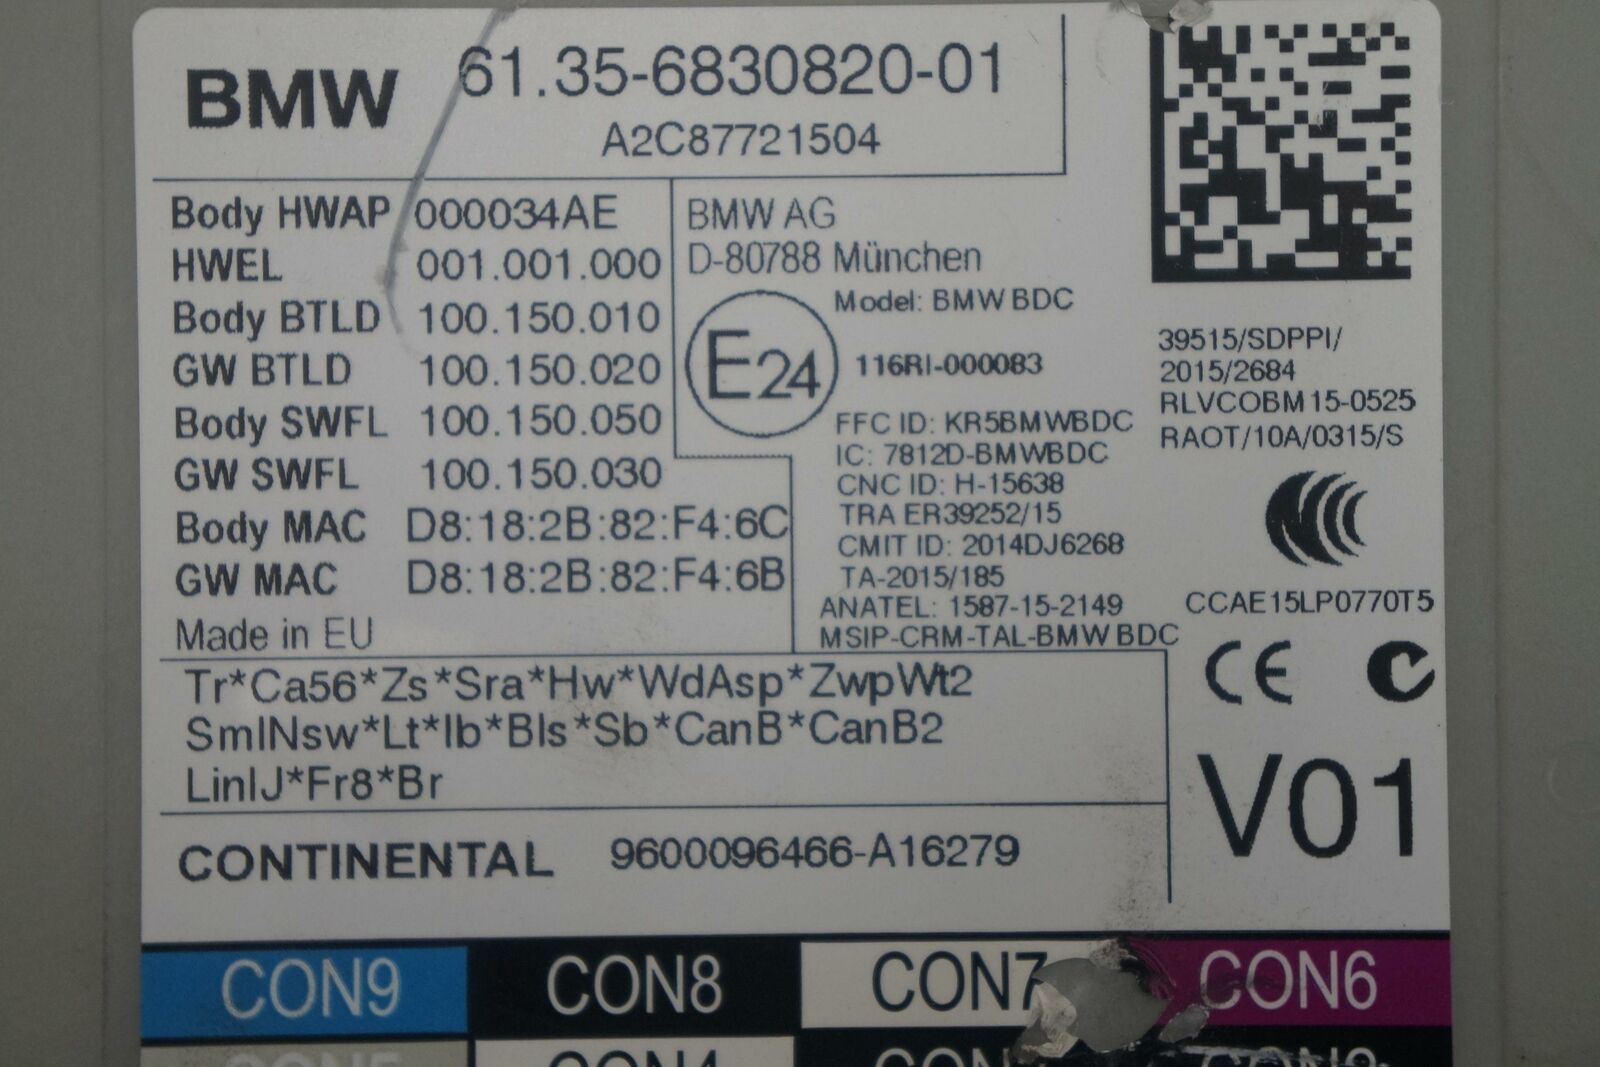 BMW 61.35-6830820-01
A2C87721504
Body HWAP 000034AE
HWEL 001.001.000
Body BTLD 100.150.010
GW BTLD 100.150.020
Body SWFL 100.150.050
GW SWFL 100.150.030
Body MAC D8:18:2B:82:F4:6C
GW MAC D8:18:2B:82:F4:6B
Made in EU
BMW AG
D-80788 München
Model: BMW BDC
E24
116RI-000083
FFC ID: KR5BMWBDC
IC: 7812D-BMWBDC
CNC ID: H-15638
TRA ER39252/15
CMIT ID: 2014DJ6268
TA-2015/185
ANATEL: 1587-15-2149
MSIP-CRM-TAL-BMW BDC
39515/SDPPI/
2015/2684
RLVCOBM15-0525
RAOT/10A/0315/S
CCAE15LP0770T5
CE
Tr*Ca56*Zs*Sra*Hw*WdAsp*ZwpWt2
SmlNsw*Lt*Ib*Bls*Sb*CanB*CanB2
LinIJ*Fr8*Br
V01
CONTINENTAL 9600096466-A16279
CON9 CON8 CON7 CON6
CON5 CON4